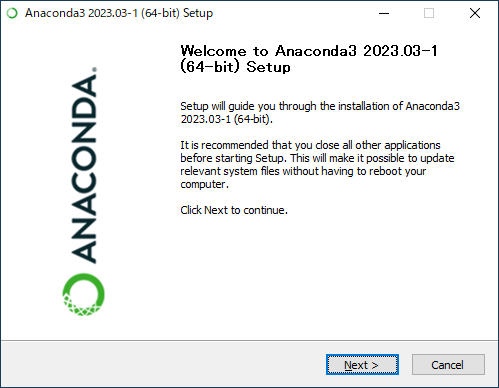 Anaconda3 2023.03-1 (64-bit) Setup
Welcome to Anaconda3 2023.03-1
(64-bit) Setup
ANACONDA.
Setup will guide you through the installation of Anaconda3
2023.03-1 (64-bit).
It is recommended that you close all other applications
before starting Setup. This will make it possible to update
relevant system files without having to reboot your
computer.
Click Next to continue.
Next >
Cancel